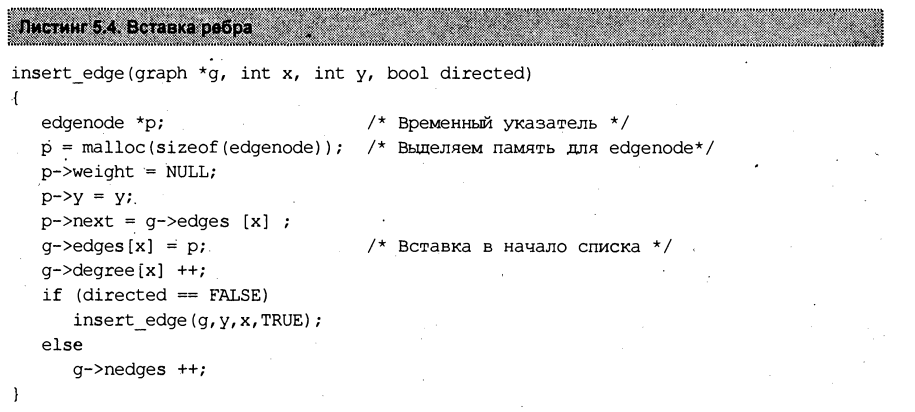 Листинг 5.4. Вставка ребра
insert_edge(graph *g, int x, int y, bool directed)
{
edgenode *p; /* Временный указатель */
p = malloc(sizeof(edgenode)); /* Выделяем память для edgenode*/
p->weight = NULL;
p->y = y;
p->next = g->edges [x] ;
g->edges[x] = p; /* Вставка в начало списка */
g->degree[x] ++;
if (directed == FALSE)
insert_edge(g,y,x,TRUE);
else
g->nedges ++;
}